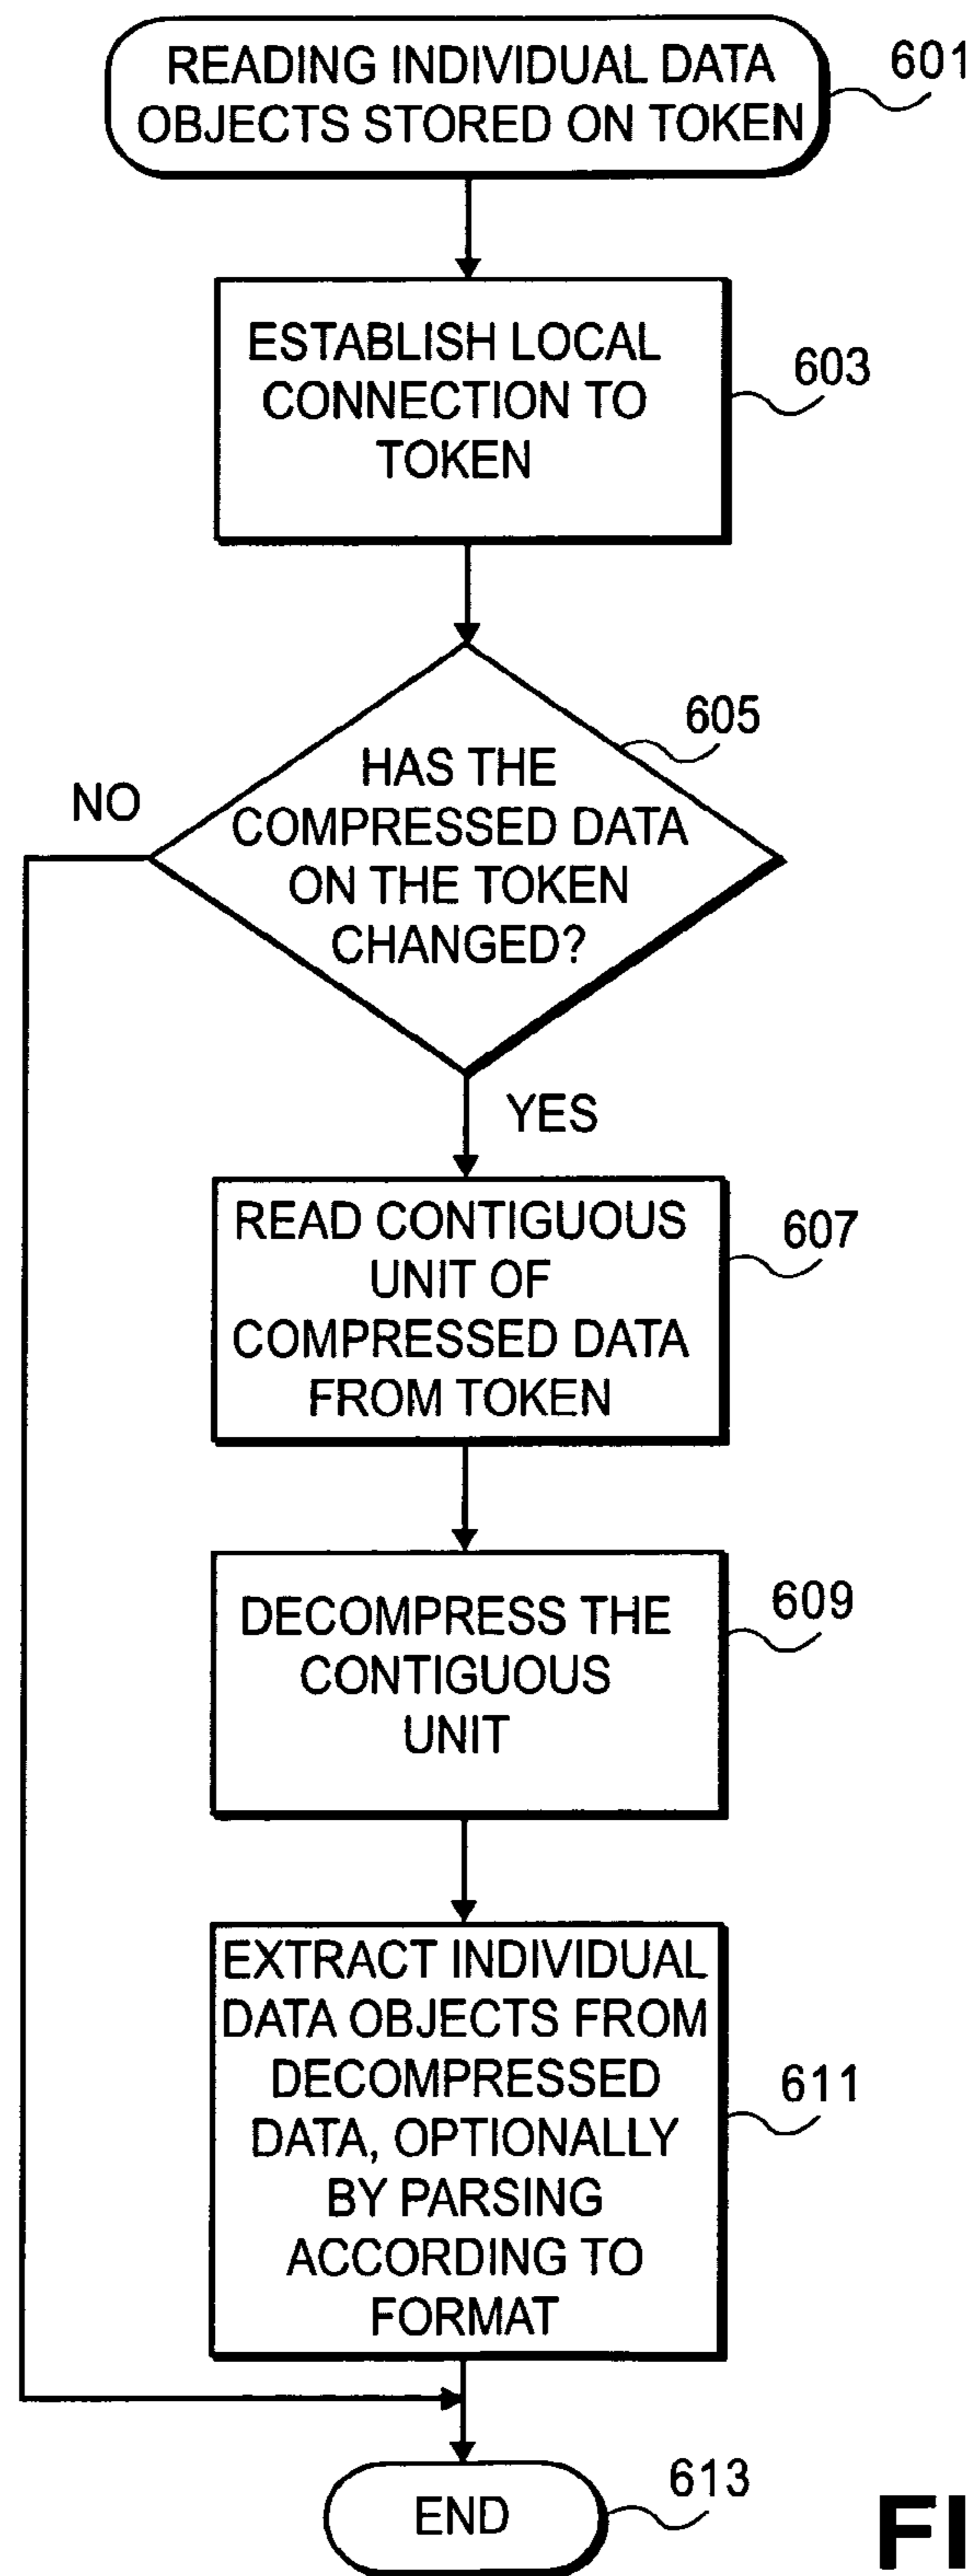 READING INDIVIDUAL DATA
OBJECTS STORED ON TOKEN
601
ESTABLISH LOCAL
CONNECTION TO
TOKEN
603
605
HAS THE
COMPRESSED DATA
ON THE TOKEN
CHANGED?
NO
YES
READ CONTIGUOUS
UNIT OF
COMPRESSED DATA
FROM TOKEN
607
DECOMPRESS THE
CONTIGUOUS
UNIT
609
EXTRACT INDIVIDUAL
DATA OBJECTS FROM
DECOMPRESSED
DATA, OPTIONALLY
BY PARSING
ACCORDING TO
FORMAT
611
END
613
FI